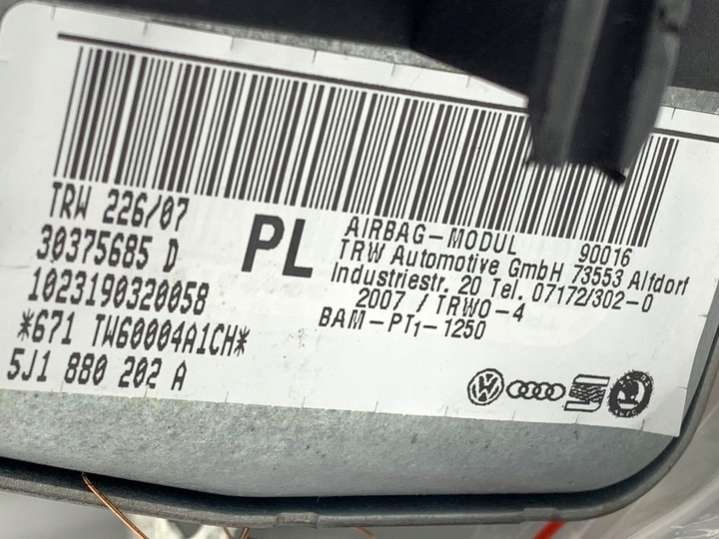 TRW 226/07
30375685 D
1023190320058
*671 TW60004A1CH*
5J1 880 202 A
PL
AIRBAG-MODUL 90016
TRW Automotive GmbH 73553 Alfdorf
Industriestr. 20 Tel. 07172/302-0
2007 / TRWO-4
BAM-PT1-1250